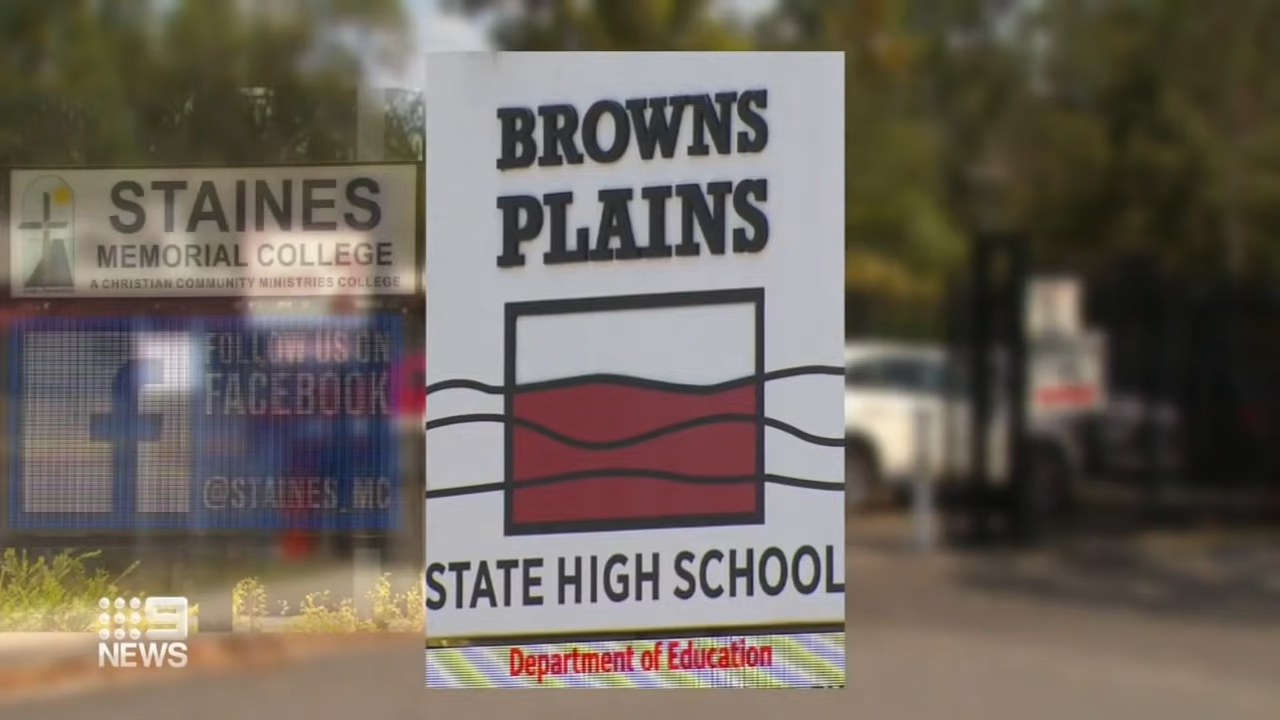 STAINES
MEMORIAL COLLEGE
A CHRISTIAN COMMUNITY MINISTRIES COLLEGE
FOLLOW US ON
FACEBOOK
@STAINES_MC
BROWNS
PLAINS
STATE HIGH SCHOOL
Department of Education
9
NEWS